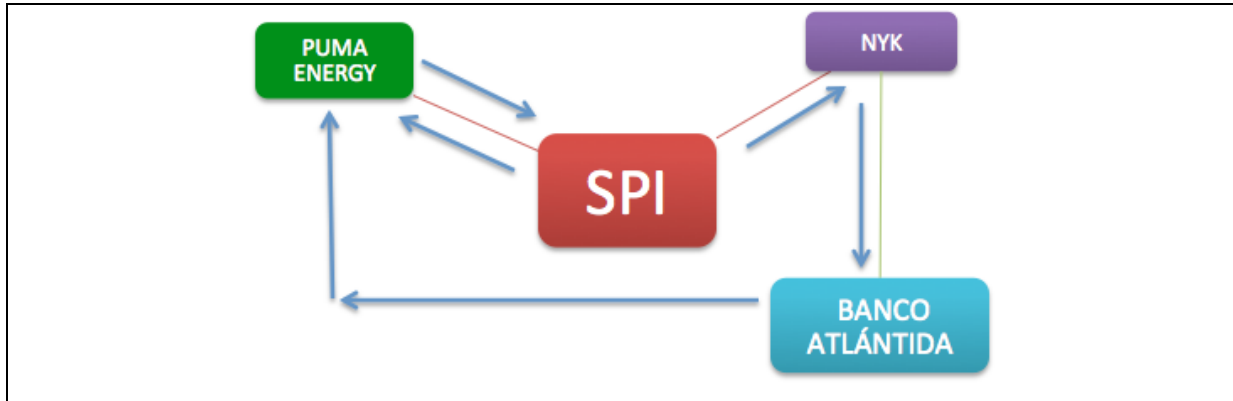 PUMA
ENERGY
NYK
SPI
BANCO
ATLÁNTIDA